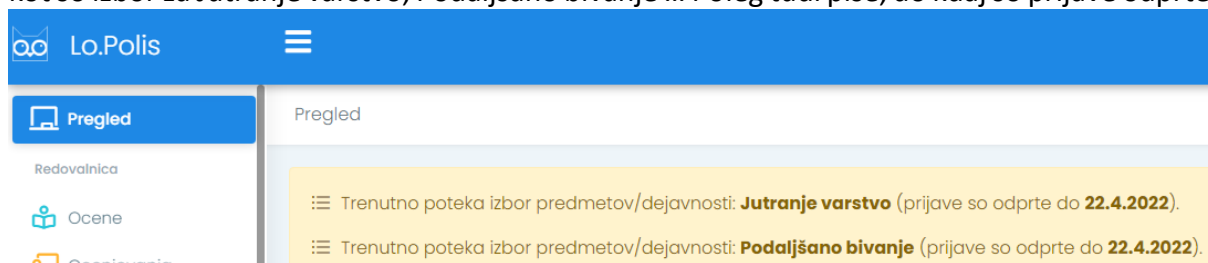 Lo.Polis
Pregled
Pregled
Redovalnica
Ocene
Trenutno poteka izbor predmetov/dejavnosti: Jutranje varstvo (prijave so odprte do 22.4.2022).
Trenutno poteka izbor predmetov/dejavnosti: Podaljšano bivanje (prijave so odprte do 22.4.2022).